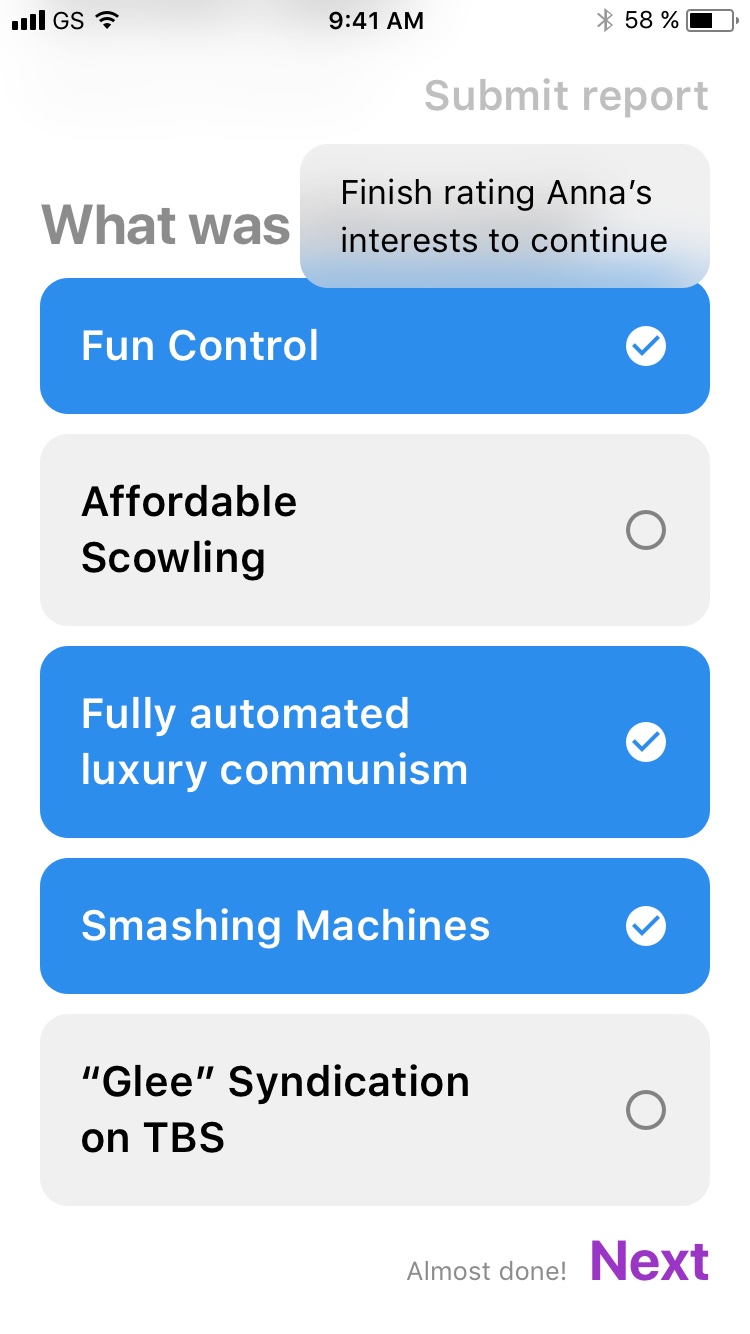 GS 9:41 AM 58 %
Submit report
Finish rating Anna’s
interests to continue
What was
Fun Control
Affordable
Scowling
Fully automated
luxury communism
Smashing Machines
“Glee” Syndication
on TBS
Almost done! Next